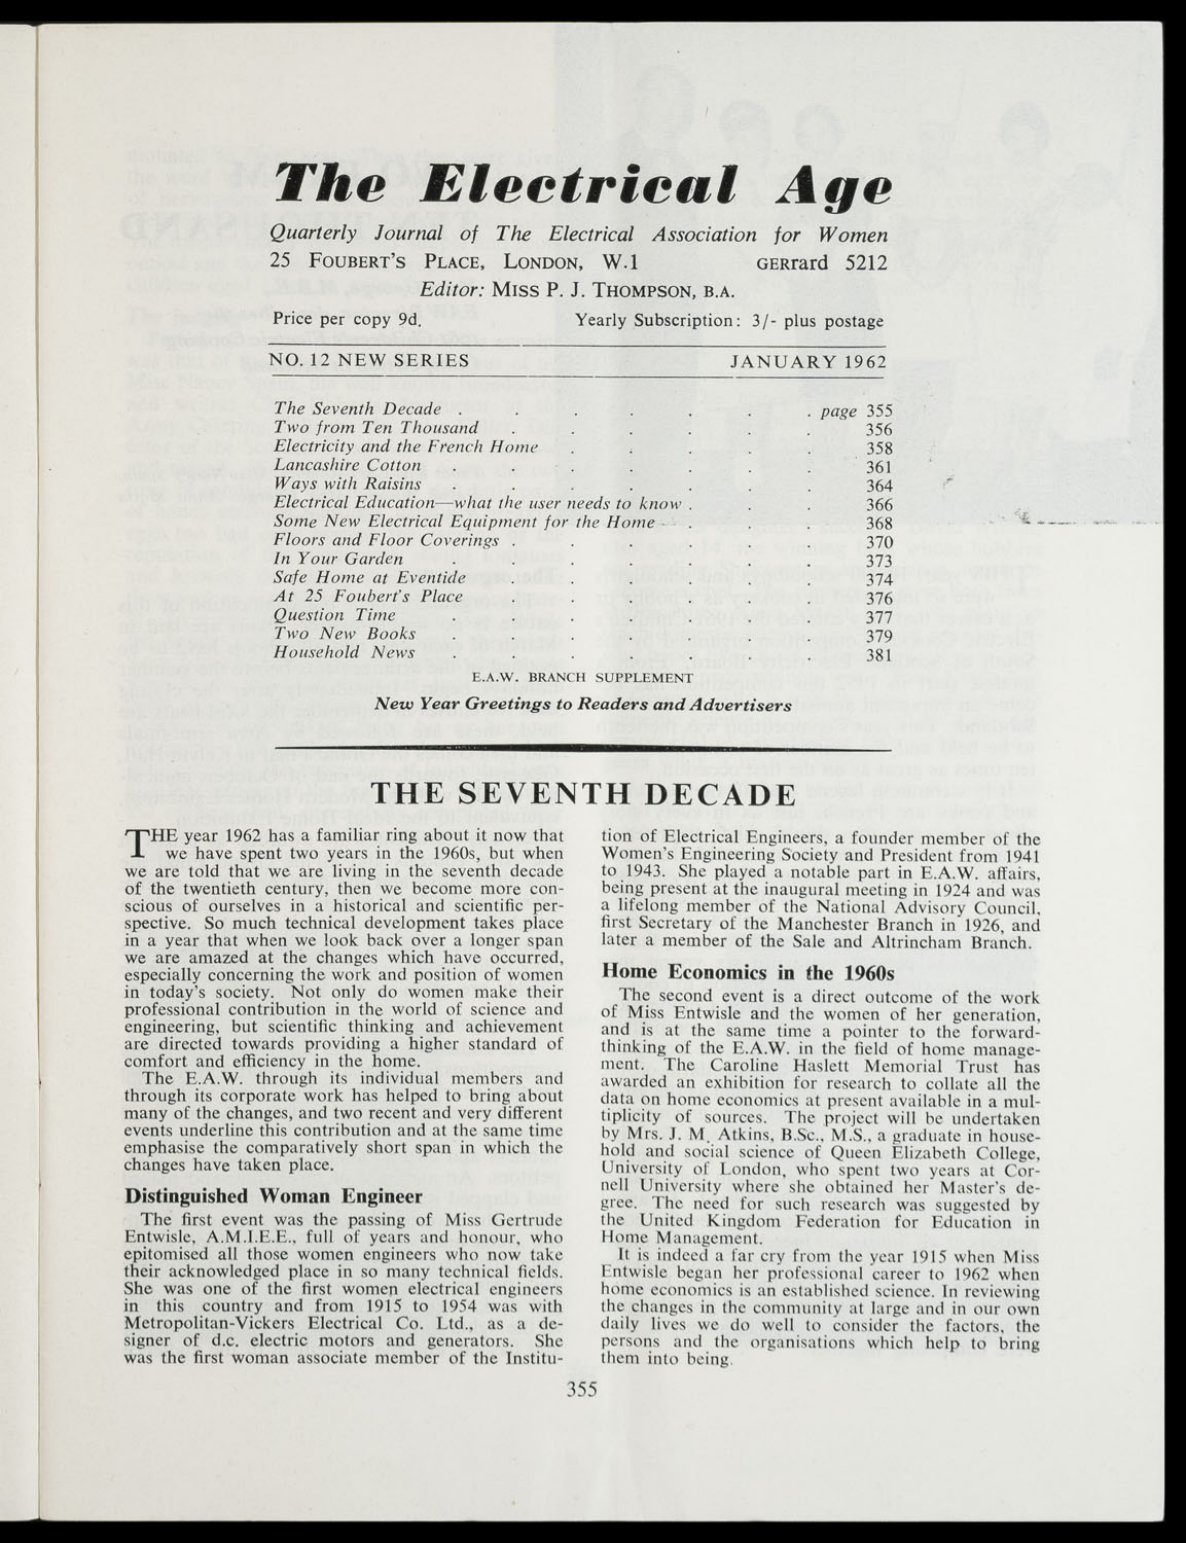 The Electrical Age
Quarterly Journal of The Electrical Association for Women
25 FOUBERT'S PLACE, LONDON, W.1 GERrard 5212
Editor: MISS P. J. THOMPSON, B.A.
Price per copy 9d. Yearly Subscription: 3/- plus postage
NO. 12 NEW SERIES JANUARY 1962
The Seventh Decade . . . . . . . page 355
Two from Ten Thousand . . . . . . 356
Electricity and the French Home . . . . . 358
Lancashire Cotton . . . . . . . 361
Ways with Raisins . . . . . . . 364
Electrical Education—what the user needs to know . . . 366
Some New Electrical Equipment for the Home . . . 368
Floors and Floor Coverings . . . . . . 370
In Your Garden . . . . . . . 373
Safe Home at Eventide . . . . . 374
At 25 Foubert's Place . . . . . 376
Question Time . . . . . . . 377
Two New Books . . . . . . . 379
Household News . . . . . . . 381
E.A.W. BRANCH SUPPLEMENT
New Year Greetings to Readers and Advertisers
THE SEVENTH DECADE
THE year 1962 has a familiar ring about it now that
we have spent two years in the 1960s, but when
we are told that we are living in the seventh decade
of the twentieth century, then we become more con-
scious of ourselves in a historical and scientific per-
spective. So much technical development takes place
in a year that when we look back over a longer span
we are amazed at the changes which have occurred,
especially concerning the work and position of women
in today's society. Not only do women make their
professional contribution in the world of science and
engineering, but scientific thinking and achievement
are directed towards providing a higher standard of
comfort and efficiency in the home.
The E.A.W. through its individual members and
through its corporate work has helped to bring about
many of the changes, and two recent and very different
events underline this contribution and at the same time
emphasise the comparatively short span in which the
changes have taken place.
Distinguished Woman Engineer
The first event was the passing of Miss Gertrude
Entwisle, A.M.I.E.E., full of years and honour, who
epitomised all those women engineers who now take
their acknowledged place in so many technical fields.
She was one of the first women electrical engineers
in this country and from 1915 to 1954 was with
Metropolitan-Vickers Electrical Co. Ltd., as a de-
signer of d.c. electric motors and generators. She
was the first woman associate member of the Institu-
tion of Electrical Engineers, a founder member of the
Women's Engineering Society and President from 1941
to 1943. She played a notable part in E.A.W. affairs,
being present at the inaugural meeting in 1924 and was
a lifelong member of the National Advisory Council,
first Secretary of the Manchester Branch in 1926, and
later a member of the Sale and Altrincham Branch.
Home Economics in the 1960s
The second event is a direct outcome of the work
of Miss Entwisle and the women of her generation,
and is at the same time a pointer to the forward-
thinking of the E.A.W. in the field of home manage-
ment. The Caroline Haslett Memorial Trust has
awarded an exhibition for research to collate all the
data on home economics at present available in a mul-
tiplicity of sources. The project will be undertaken
by Mrs. J. M. Atkins, B.Sc., M.S., a graduate in house-
hold and social science of Queen Elizabeth College,
University of London, who spent two years at Cor-
nell University where she obtained her Master's de-
gree. The need for such research was suggested by
the United Kingdom Federation for Education in
Home Management.
It is indeed a far cry from the year 1915 when Miss
Entwisle began her professional career to 1962 when
home economics is an established science. In reviewing
the changes in the community at large and in our own
daily lives we do well to consider the factors, the
persons and the organisations which help to bring
them into being.
355